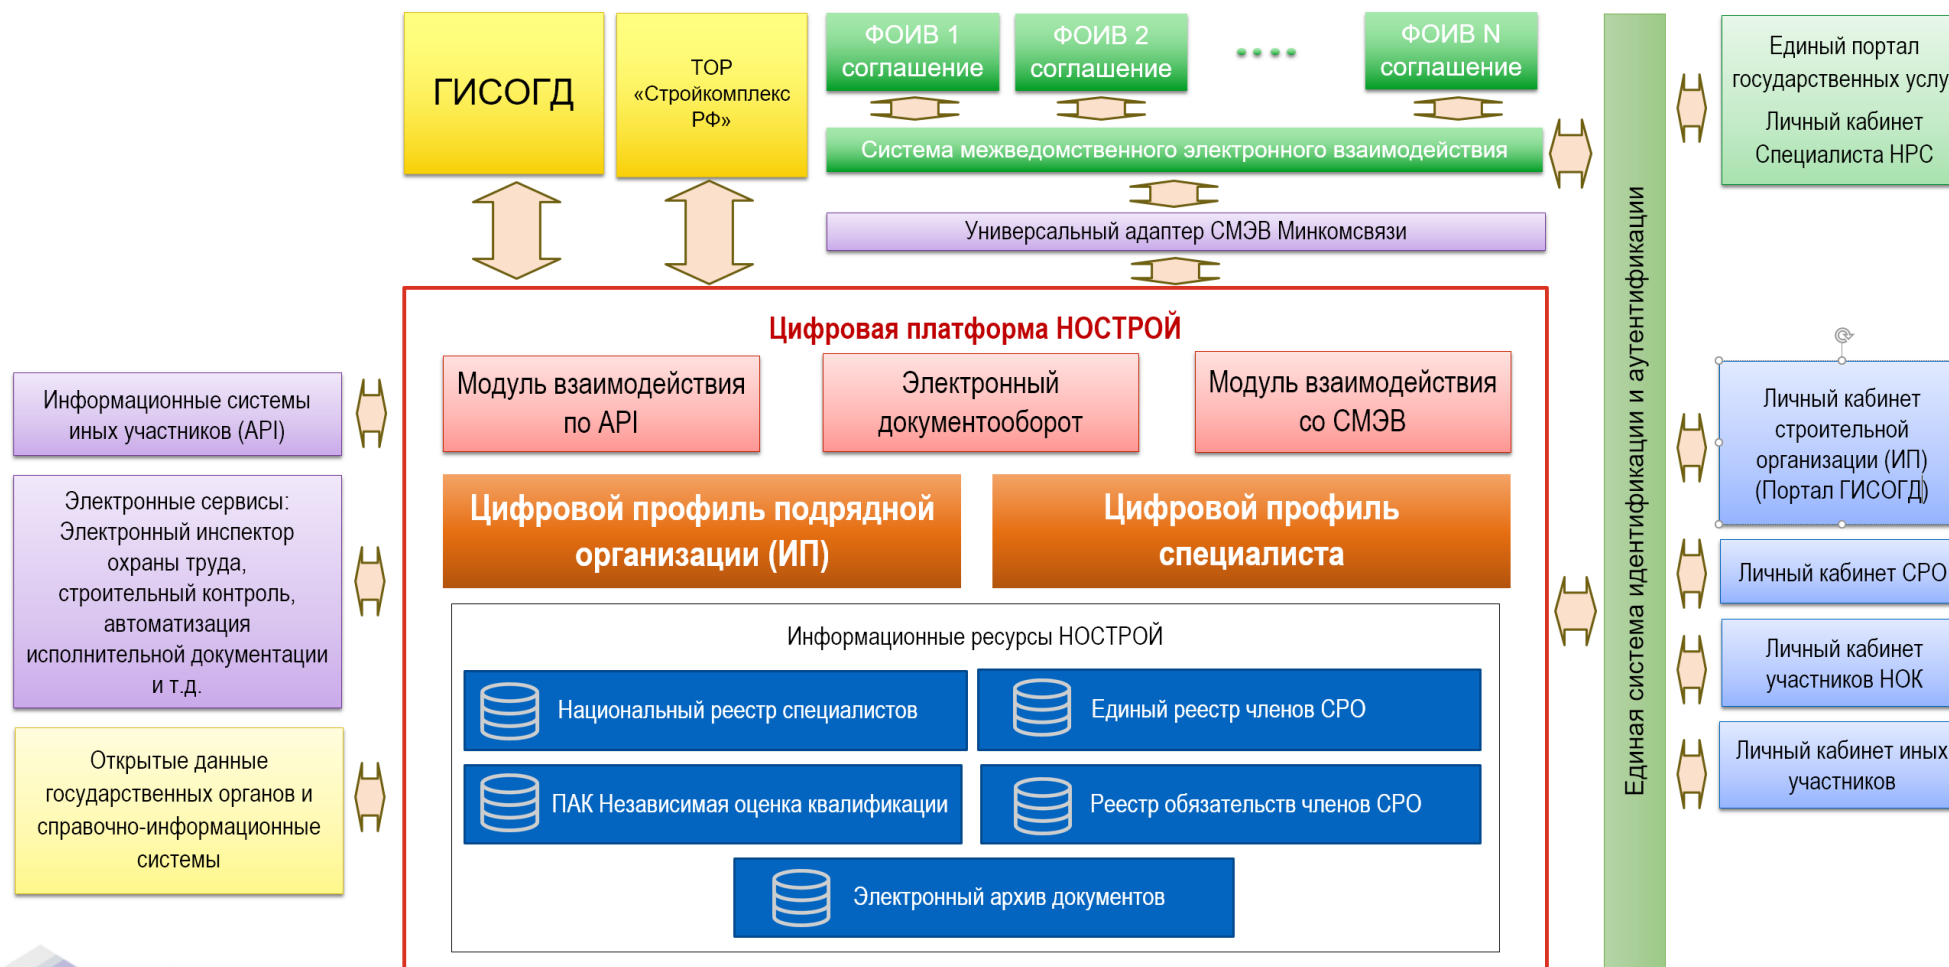 ГИСОГД
ТОР
«Стройкомплекс
РФ»
ФОИВ 1
соглашение
ФОИВ 2
соглашение
ФОИВ N
соглашение
Система межведомственного электронного взаимодействия
Универсальный адаптер СМЭВ Минкомсвязи
Единая система идентификации и аутентификации
Единый портал
государственных услу
Личный кабинет
Специалиста НРС
Цифровая платформа НОСТРОЙ
Модуль взаимодействия
по API
Электронный
документооборот
Модуль взаимодействия
со СМЭВ
Цифровой профиль подрядной
организации (ИП)
Цифровой профиль
специалиста
Информационные ресурсы НОСТРОЙ
Национальный реестр специалистов
Единый реестр членов СРО
ПАК Независимая оценка квалификации
Реестр обязательств членов СРО
Электронный архив документов
Информационные системы
иных участников (API)
Электронные сервисы:
Электронный инспектор
охраны труда,
строительный контроль,
автоматизация
исполнительной документации
и т.д.
Открытые данные
государственных органов и
справочно-информационные
системы
Личный кабинет
строительной
организации (ИП)
(Портал ГИСОГД)
Личный кабинет СРО
Личный кабинет
участников НОК
Личный кабинет иных
участников